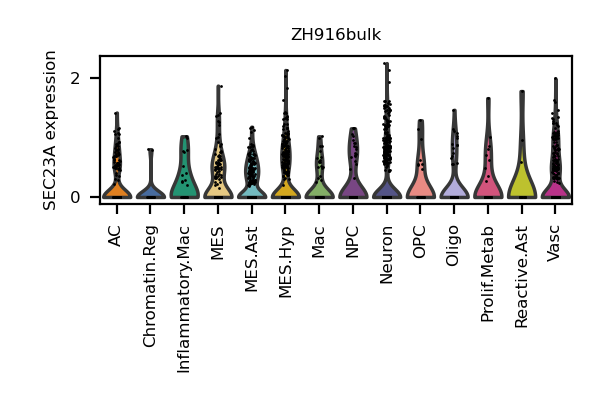 ZH916bulk
SEC23A expression
2
0
AC
Chromatin.Reg
Inflammatory.Mac
MES
MES.Ast
MES.Hyp
Mac
NPC
Neuron
OPC
Oligo
Prolif.Metab
Reactive.Ast
Vasc